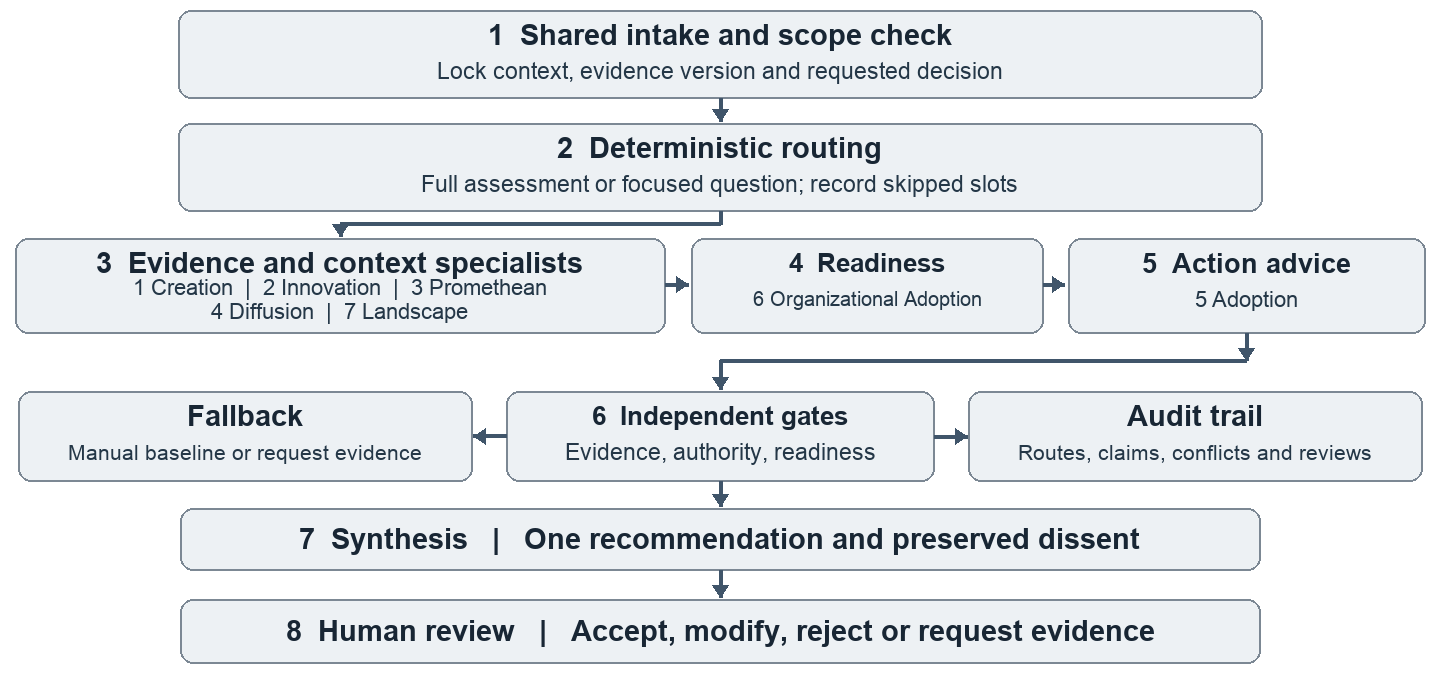 1 Shared intake and scope check
Lock context, evidence version and requested decision
2 Deterministic routing
Full assessment or focused question; record skipped slots
3 Evidence and context specialists
1 Creation | 2 Innovation | 3 Promethean
4 Diffusion | 7 Landscape
4 Readiness
6 Organizational Adoption
5 Action advice
5 Adoption
Fallback
Manual baseline or request evidence
6 Independent gates
Evidence, authority, readiness
Audit trail
Routes, claims, conflicts and reviews
7 Synthesis | One recommendation and preserved dissent
8 Human review | Accept, modify, reject or request evidence